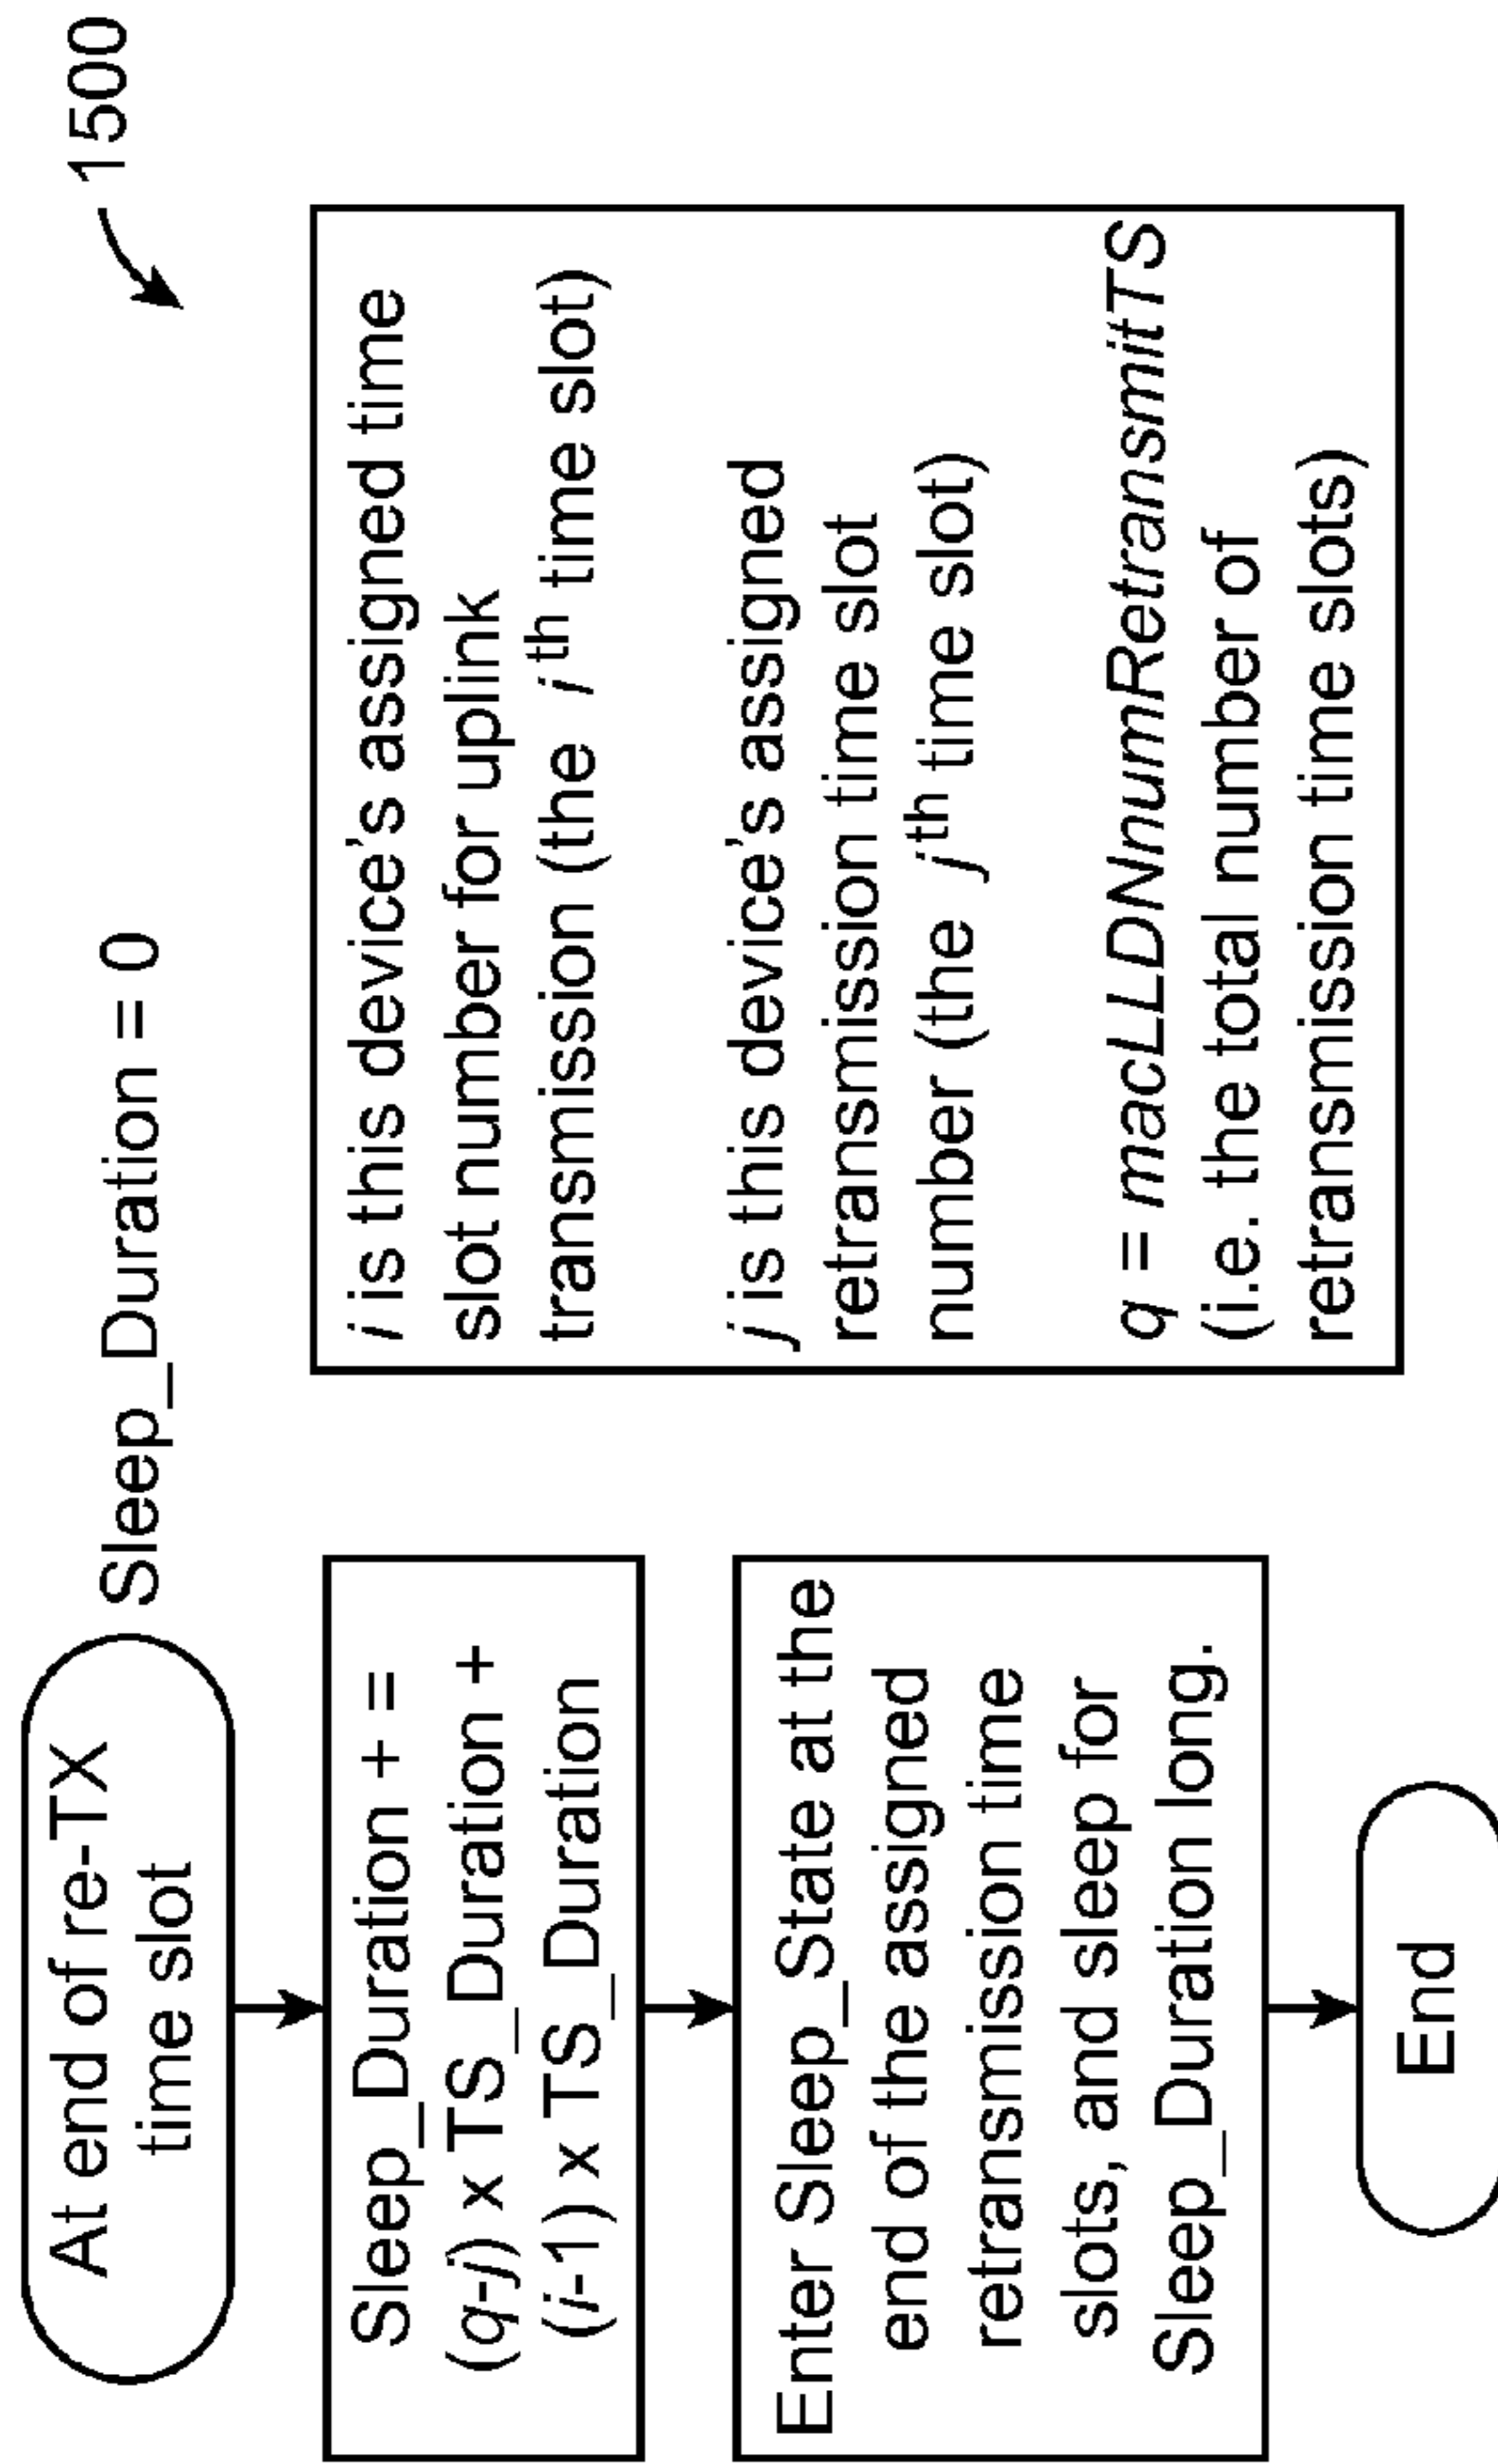 1500
At end of re-TX
time slot
Sleep_Duration = 0
Sleep_Duration + =
(q-j) x TS_Duration +
(i-1) x TS_Duration
Enter Sleep_State at the
end of the assigned
retransmission time
slots, and sleep for
Sleep_Duration long.
End
i is this device's assigned time
slot number for uplink
transmission (the i th time slot)
j is this device's assigned
retransmission time slot
number (the j th time slot)
q = macLLDNnumRetransmitTS
(i.e. the total number of
retransmission time slots)